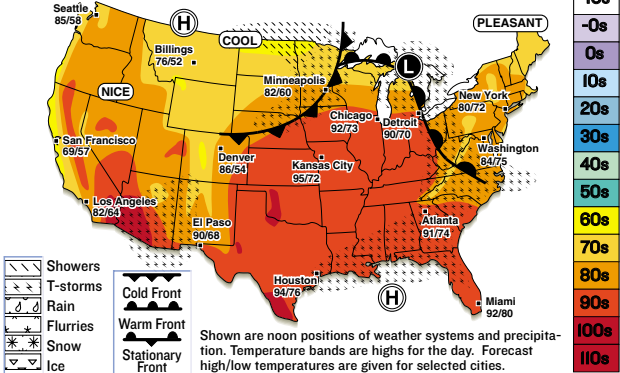 Seattle
85/58
H
PLEASANT
COOL
Billings
76/52
L
Minneapolis
82/60
NICE
New York
80/72
Chicago
92/73
Detroit
90/70
San Francisco
69/57
Washington
84/75
Denver
86/54
Kansas City
95/72
Los Angeles
82/64
El Paso
90/68
Atlanta
91/74
Houston
94/76
H
Miami
92/80
Showers
T-storms
Rain
Flurries
Snow
Ice
Cold Front
Warm Front
Stationary
Front
Shown are noon positions of weather systems and precipita-
tion. Temperature bands are highs for the day. Forecast
high/low temperatures are given for selected cities.
-0s
0s
10s
20s
30s
40s
50s
60s
70s
80s
90s
100s
110s